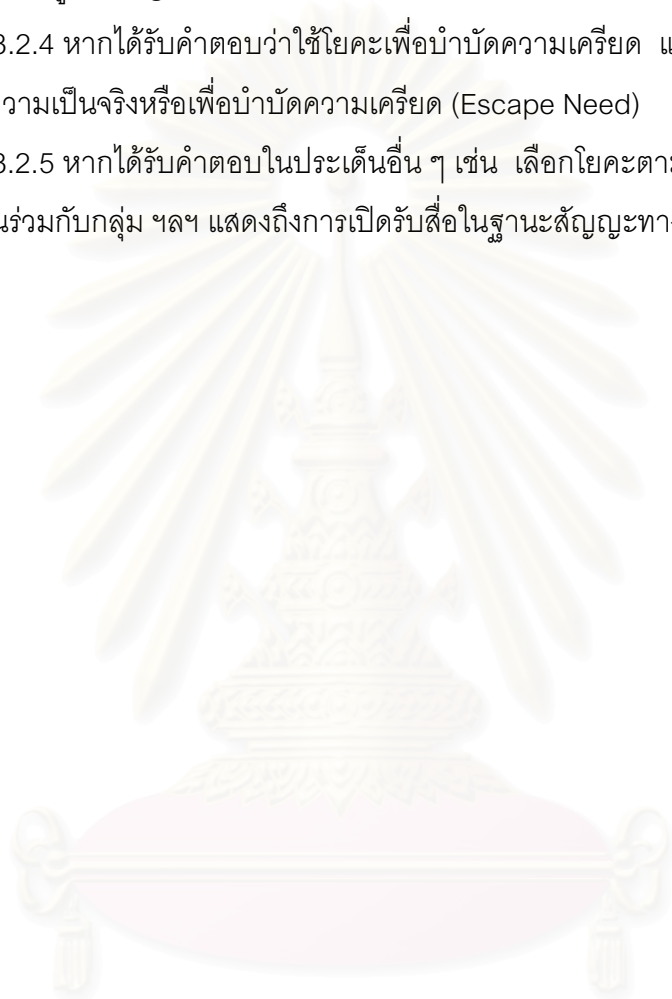 3.2.4 หากได้รับคำตอบว่าใช้โยคะเพื่อบำบัดความเครียด
วามเป็นจริงหรือเพื่อบำบัดความเครียด (Escape Need)
3.2.5 หากได้รับคำตอบในประเด็นอื่น ๆ เช่น เลือกโยคะตาม
นร่วมกับกลุ่ม ฯลฯ แสดงถึงการเปิดรับสื่อในฐานะสัญญะทา